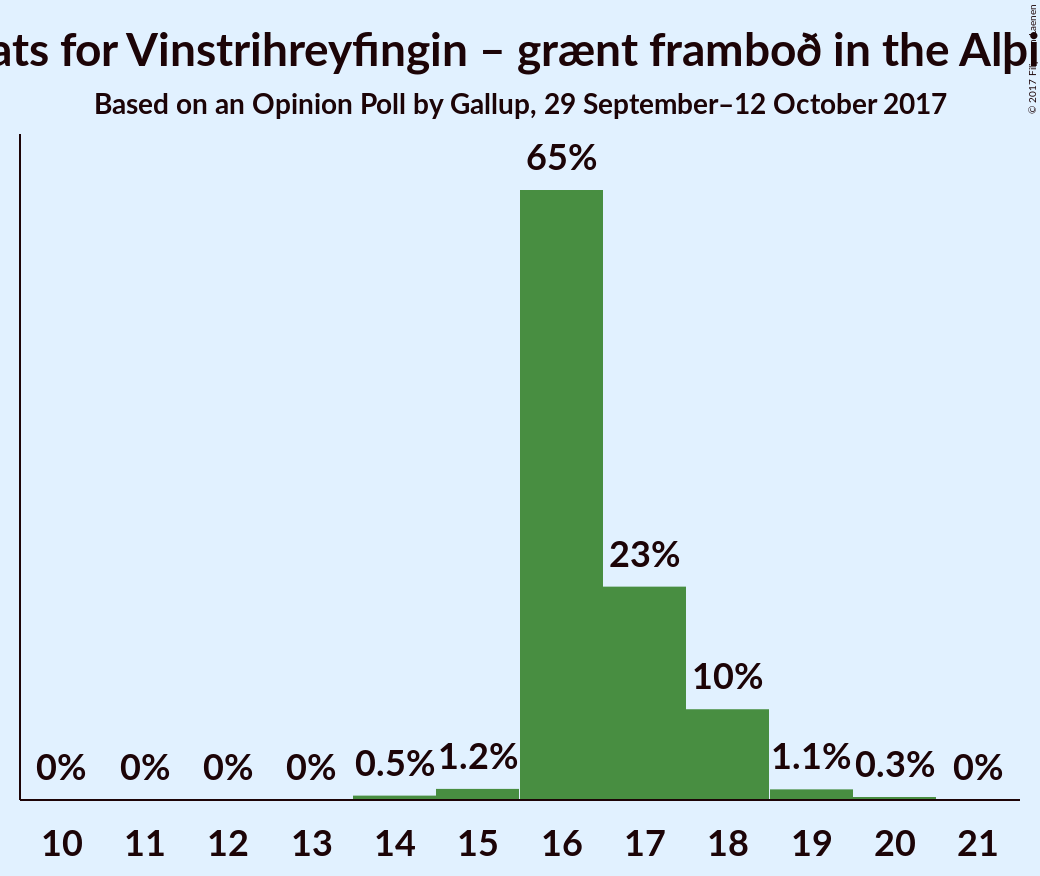 for Vinstrihreyfingin – grænt framboð in the
Based on an Opinion Poll by Gallup, 29 September–12 October 2017
© 2017
65%
23%
10%
0% 0% 0% 0% 0.5% 1.2% 1.1% 0.3% 0%
10 11 12 13 14 15 16 17 18 19 20 21